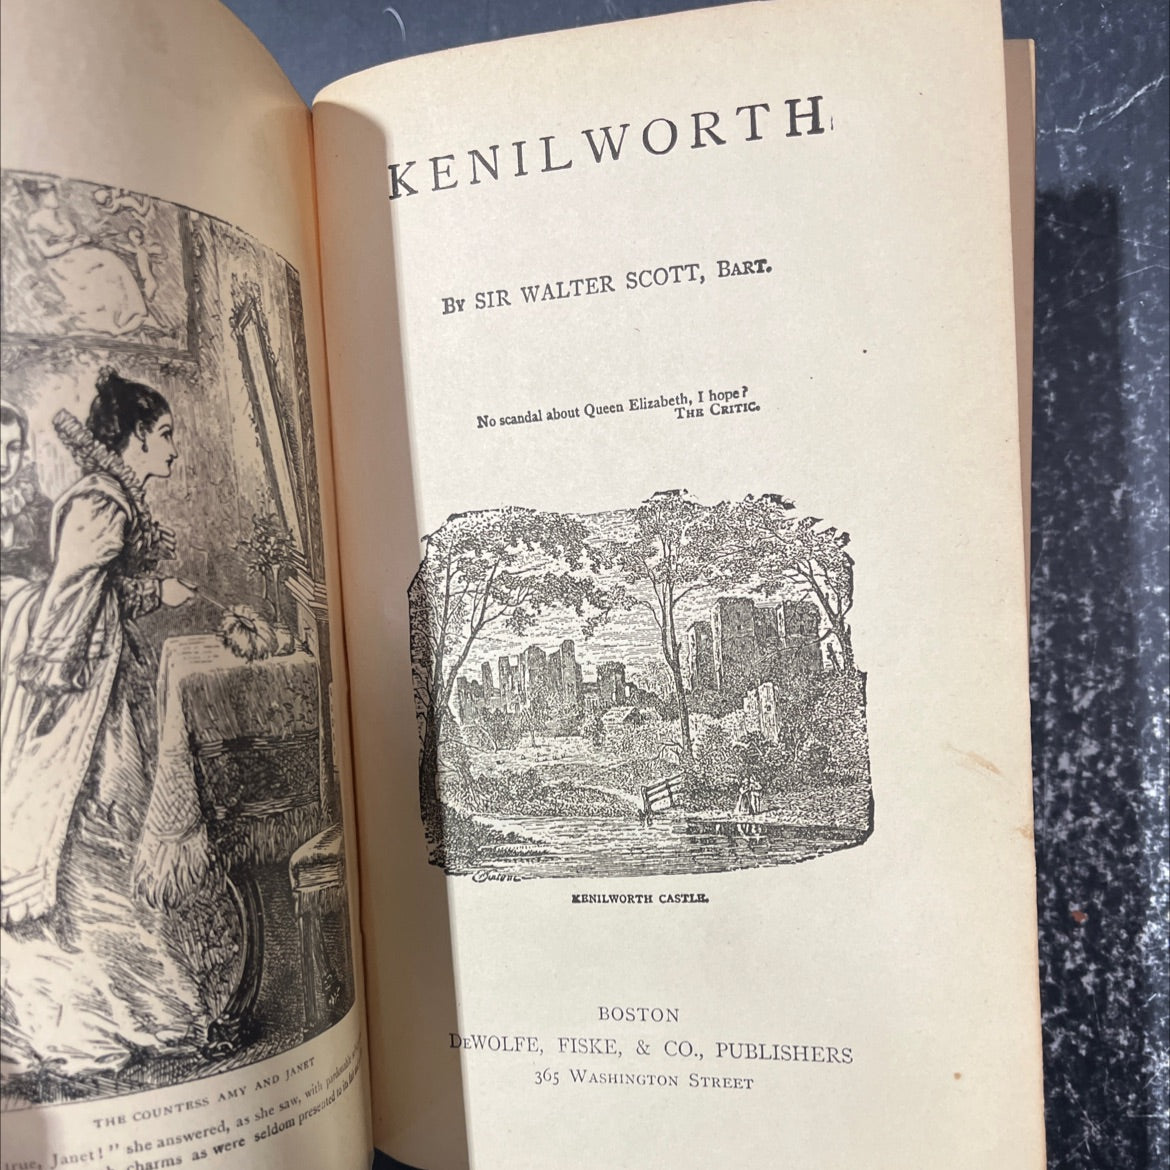 THE COUNTESS AMY AND JANET
true, Janet!" she answered, as she saw, with pardonable
charms as were seldom presented to its
KENILWORTH
By SIR WALTER SCOTT, Bart.
No scandal about Queen Elizabeth, I hope?
THE CRITIC.
KENILWORTH CASTLE.
BOSTON
DeWOLFE, FISKE, & CO., PUBLISHERS
365 Washington Street